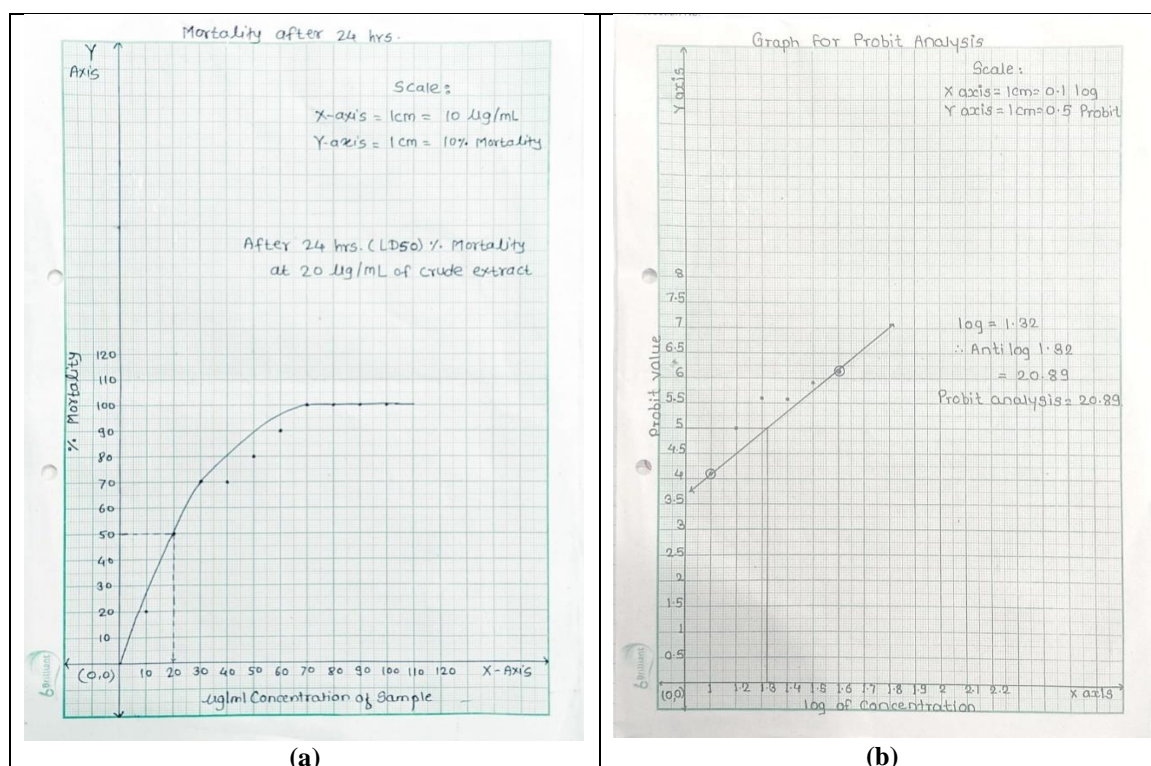 Mortality after 24 hrs.
Y
Axis
Scale:
X-axis = 1cm = 10 µg/mL
Y-axis = 1cm = 10% Mortality
After 24 hrs. (LD50) % Mortality
at 20 µg/mL of crude extract
% Mortality
120
110
100
90
80
70
60
50
40
30
20
10
(0,0) 10 20 30 40 50 60 70 80 90 100 110 120 X-Axis
µg/ml Concentration of Sample
Brilliant
(a)
Graph for Probit Analysis
Y axis
Scale:
X axis = 1cm = 0.1 log
Y axis = 1cm = 0.5 Probit
log = 1.32
∴ Antilog 1.32
= 20.89
Probit analysis = 20.89
Probit value
8
7.5
7
6.5
6
5.5
5
4.5
4
3.5
3
2.5
2
1.5
1
0.5
(0,0) 1 1.2 1.3 1.4 1.5 1.6 1.7 1.8 1.9 2 2.1 2.2 x axis
log of concentration
Brilliant
(b)